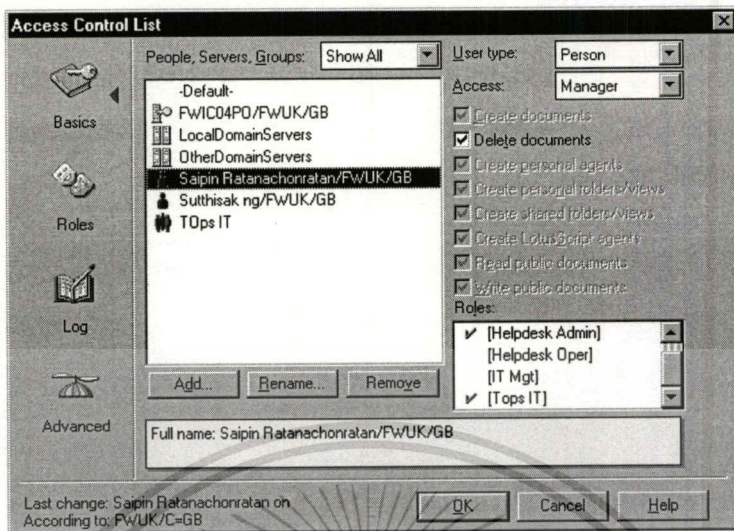 Access Control List
People, Servers, Groups: Show All
User type: Person
Access: Manager
Basics
Roles
Log
Advanced
-Default-
FWIC04PO/FWUK/GB
LocalDomainServers
OtherDomainServers
Saipin Ratanachonratan/FWUK/GB
Sutthisak ng/FWUK/GB
TOps IT
Create documents
Delete documents
Create personal agents
Create personal folders/views
Create shared folders/views
Create LotusScript agents
Read public documents
Write public documents
Roles:
[Helpdesk Admin]
[Helpdesk Oper]
[IT Mgt]
[Tops IT]
Add... Rename... Remove
Full name: Saipin Ratanachonratan/FWUK/GB
Last change: Saipin Ratanachonratan on
According to: FWUK/C=GB
OK Cancel Help